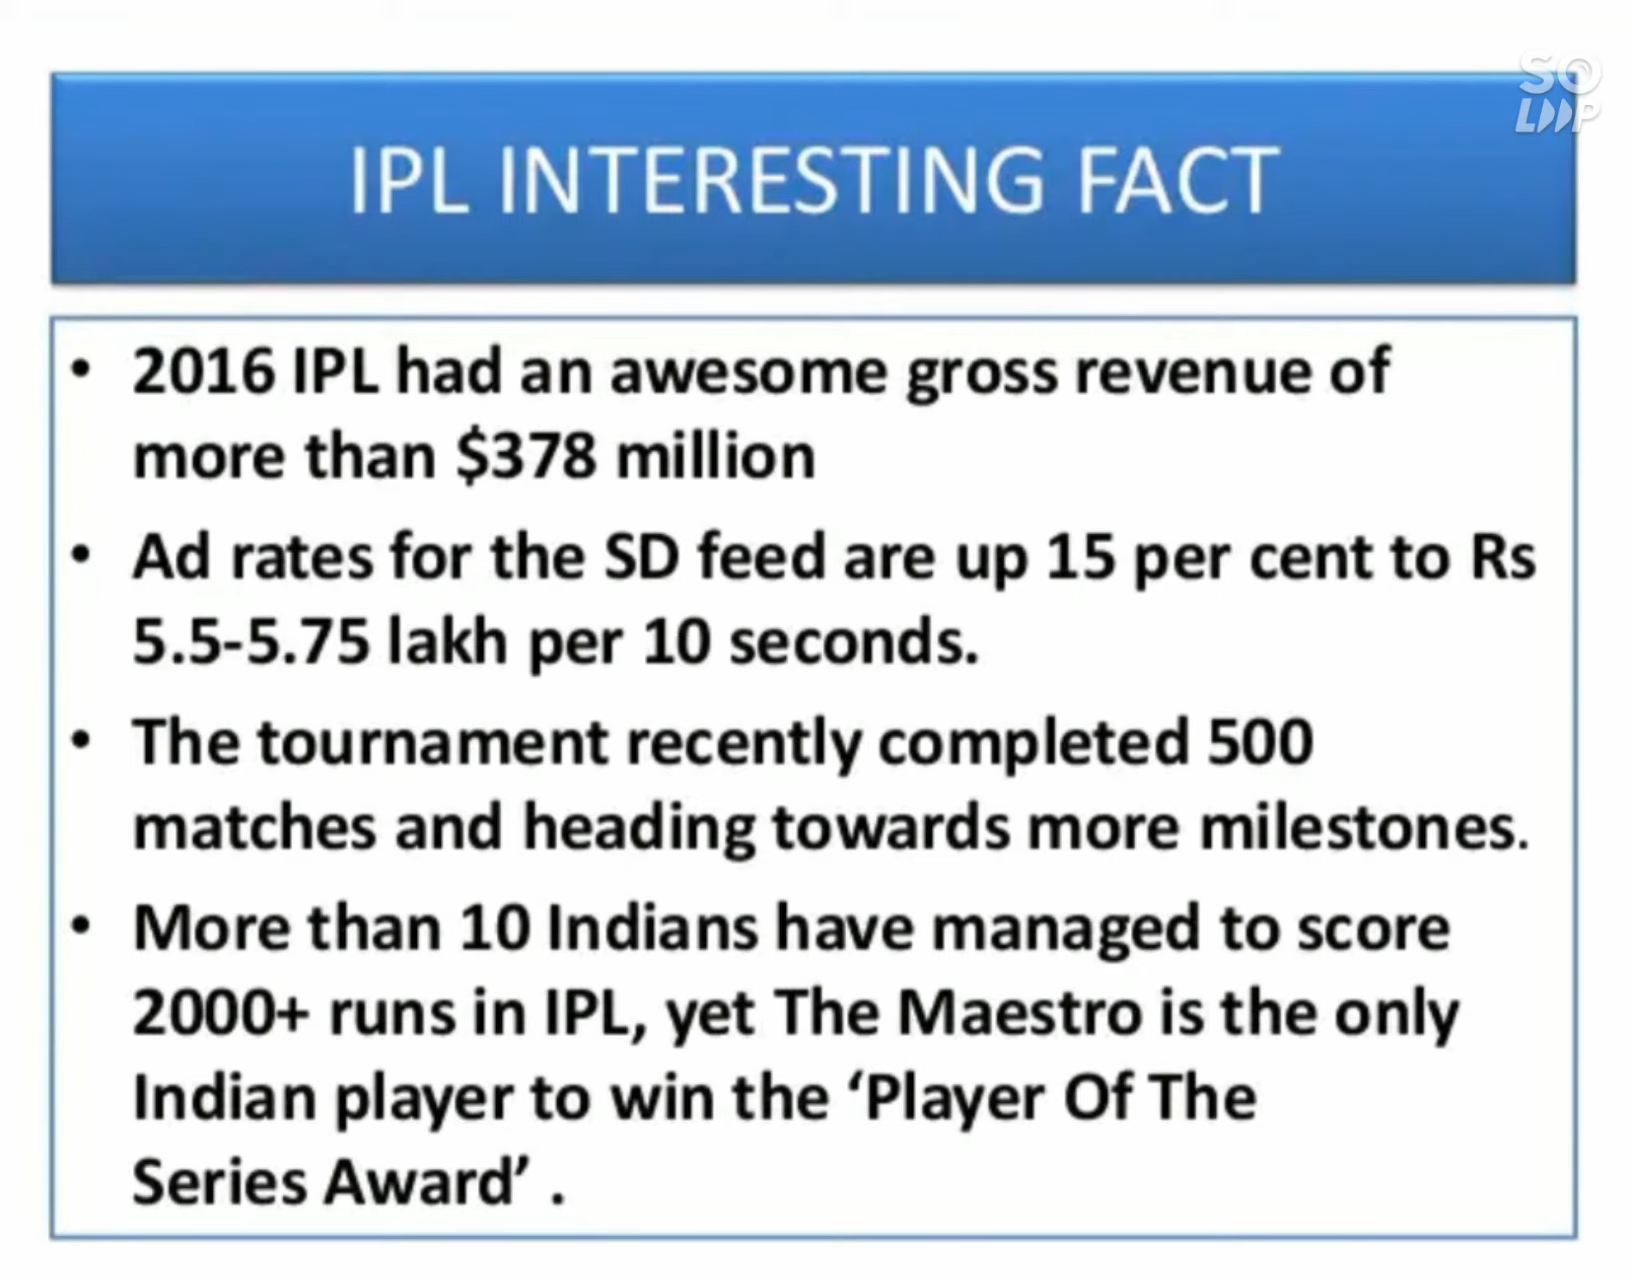 SO
LOOP
IPL INTERESTING FACT
• 2016 IPL had an awesome gross revenue of
more than $378 million
• Ad rates for the SD feed are up 15 per cent to Rs
5.5-5.75 lakh per 10 seconds.
• The tournament recently completed 500
matches and heading towards more milestones.
• More than 10 Indians have managed to score
2000+ runs in IPL, yet The Maestro is the only
Indian player to win the ‘Player Of The
Series Award’ .